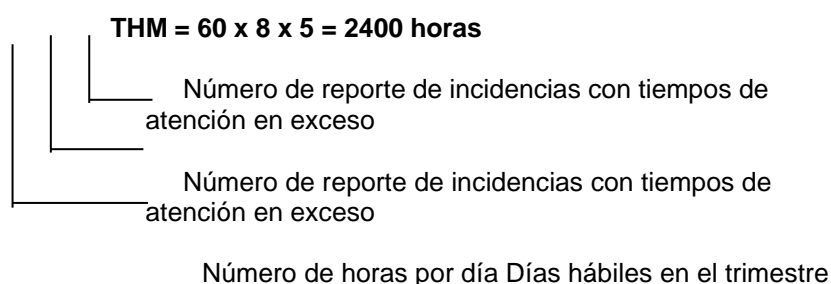 THM = 60 x 8 x 5 = 2400 horas
Número de reporte de incidencias con tiempos de
atención en exceso
Número de reporte de incidencias con tiempos de
atención en exceso
Número de horas por día Días hábiles en el trimestre